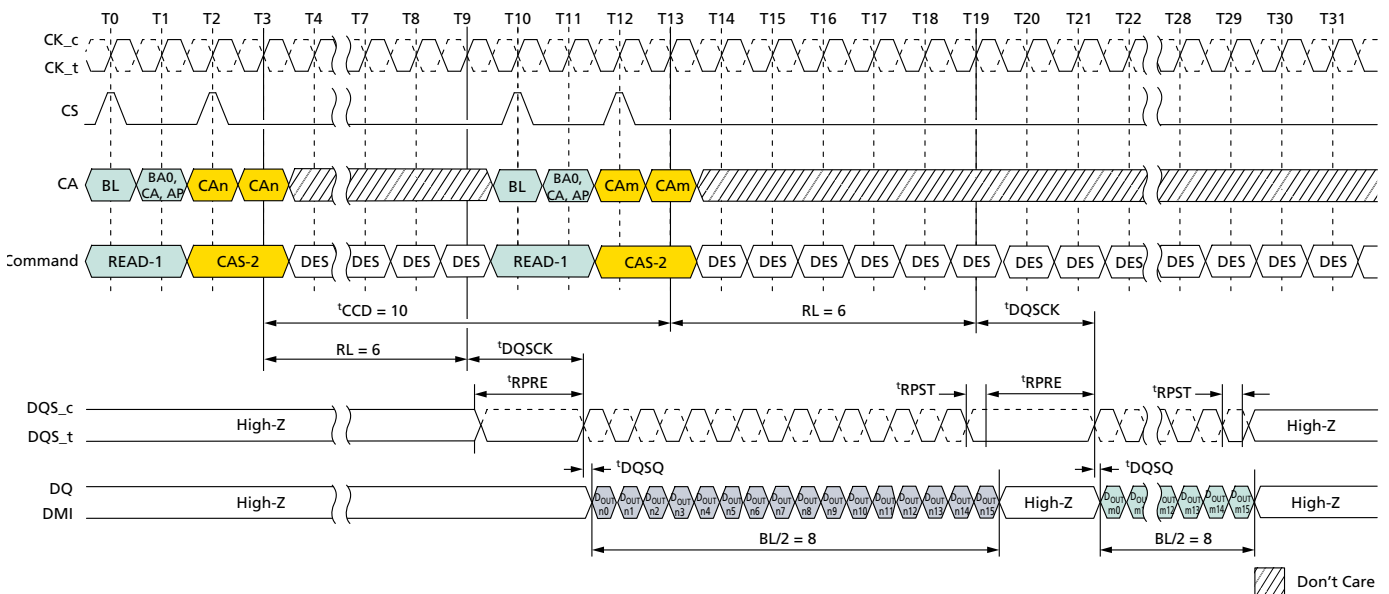 T0 T1 T2 T3 T4 T7 T8 T9 T10 T11 T12 T13 T14 T15 T16 T17 T18 T19 T20 T21 T22 T28 T29 T30 T31
CK_c
CK_t
CS
CA BL BA0, CA, AP CAn CAn BL BA0, CA, AP CAm CAm
Command READ-1 CAS-2 DES DES DES DES READ-1 CAS-2 DES DES DES DES DES DES DES DES DES DES DES DES DES
tCCD = 10 RL = 6 tDQSCK
RL = 6 tDQSCK
tRPRE tRPST tRPRE tRPST
DQS_c
High-Z High-Z
DQS_t
tDQSQ tDQSQ
DQ
DMI
High-Z DOUT n0 DOUT n1 DOUT n2 DOUT n3 DOUT n4 DOUT n5 DOUT n6 DOUT n7 DOUT n8 DOUT n9 DOUT n10 DOUT n11 DOUT n12 DOUT n13 DOUT n14 DOUT n15 High-Z DOUT m0 m12 DOUT m13 DOUT m14 DOUT m15 High-Z
BL/2 = 8 BL/2 = 8
Don't Care